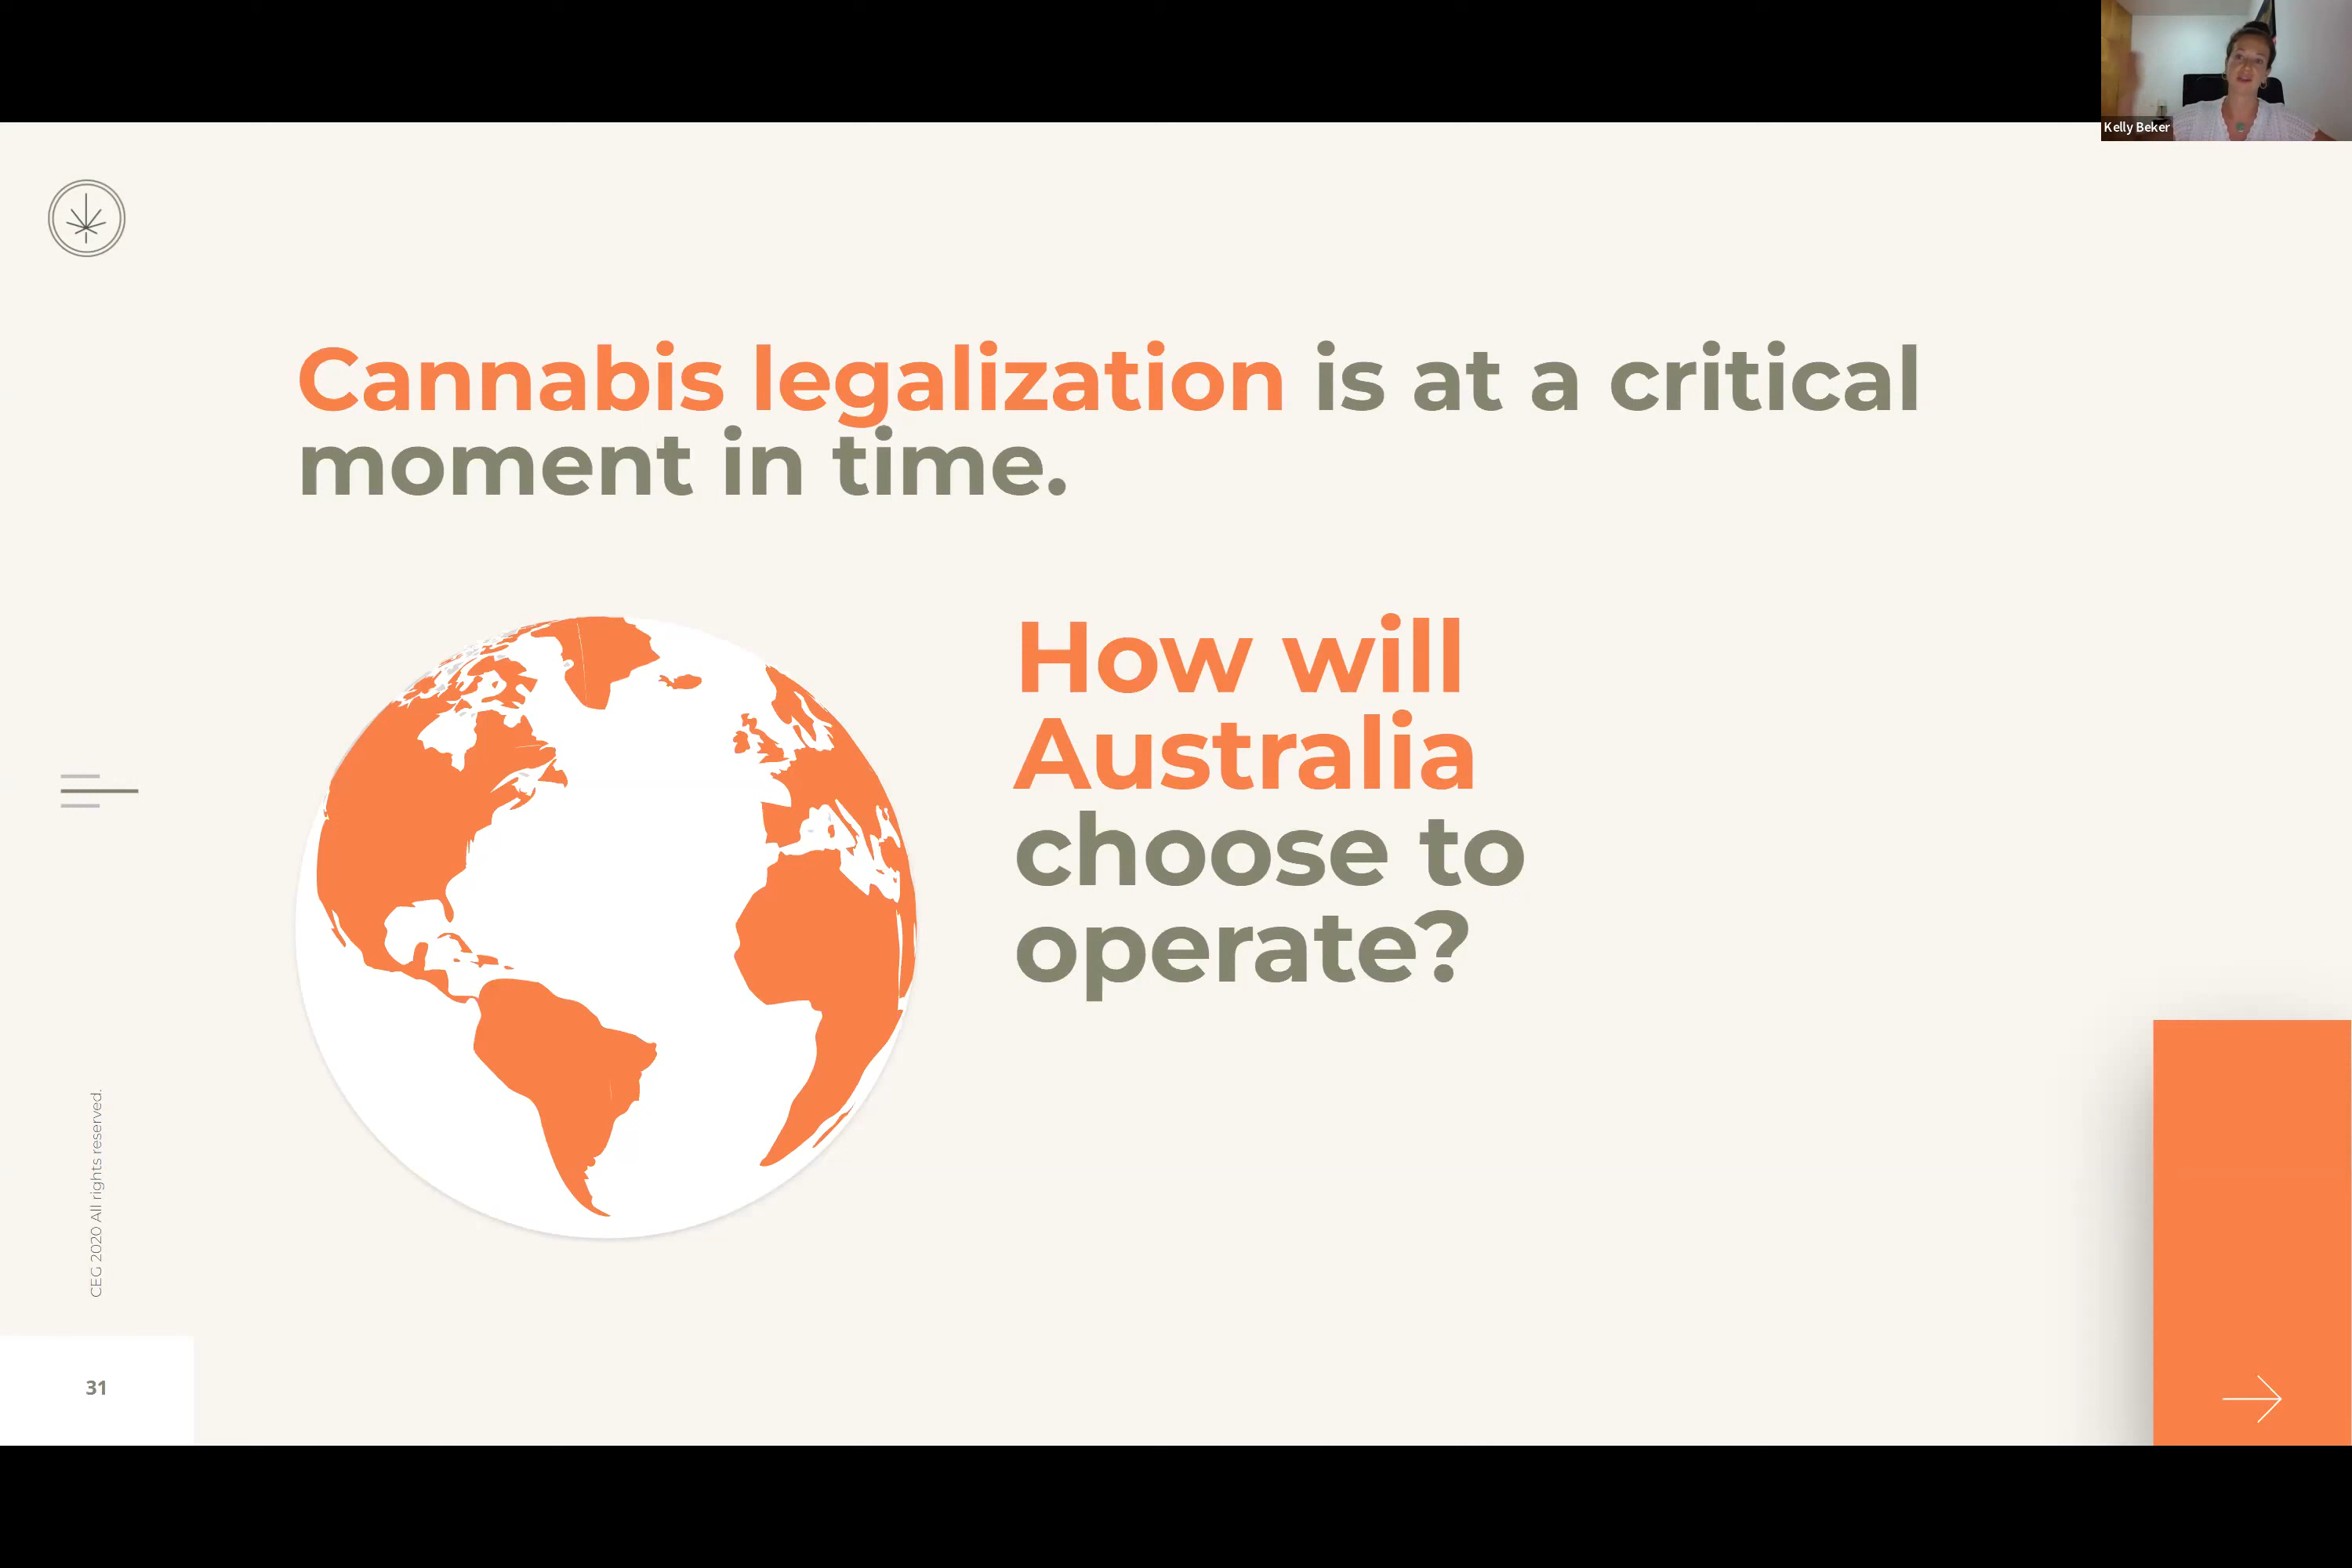 Kelly Beker
Cannabis legalization is at a critical
moment in time.
How will
Australia
choose to
operate?
CEG 2020 All rights reserved.
31